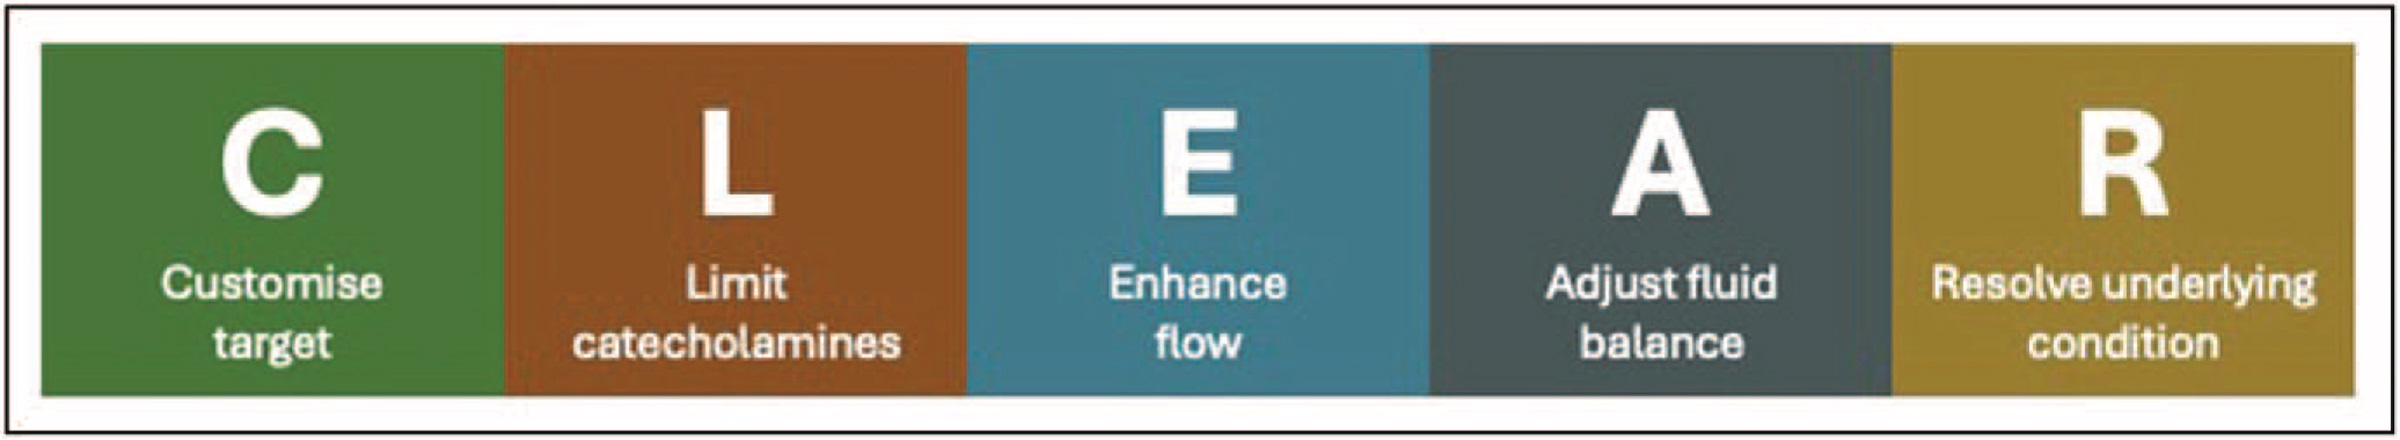 C
Customise
target
L
Limit
catecholamines
E
Enhance
flow
A
Adjust fluid
balance
R
Resolve underlying
condition